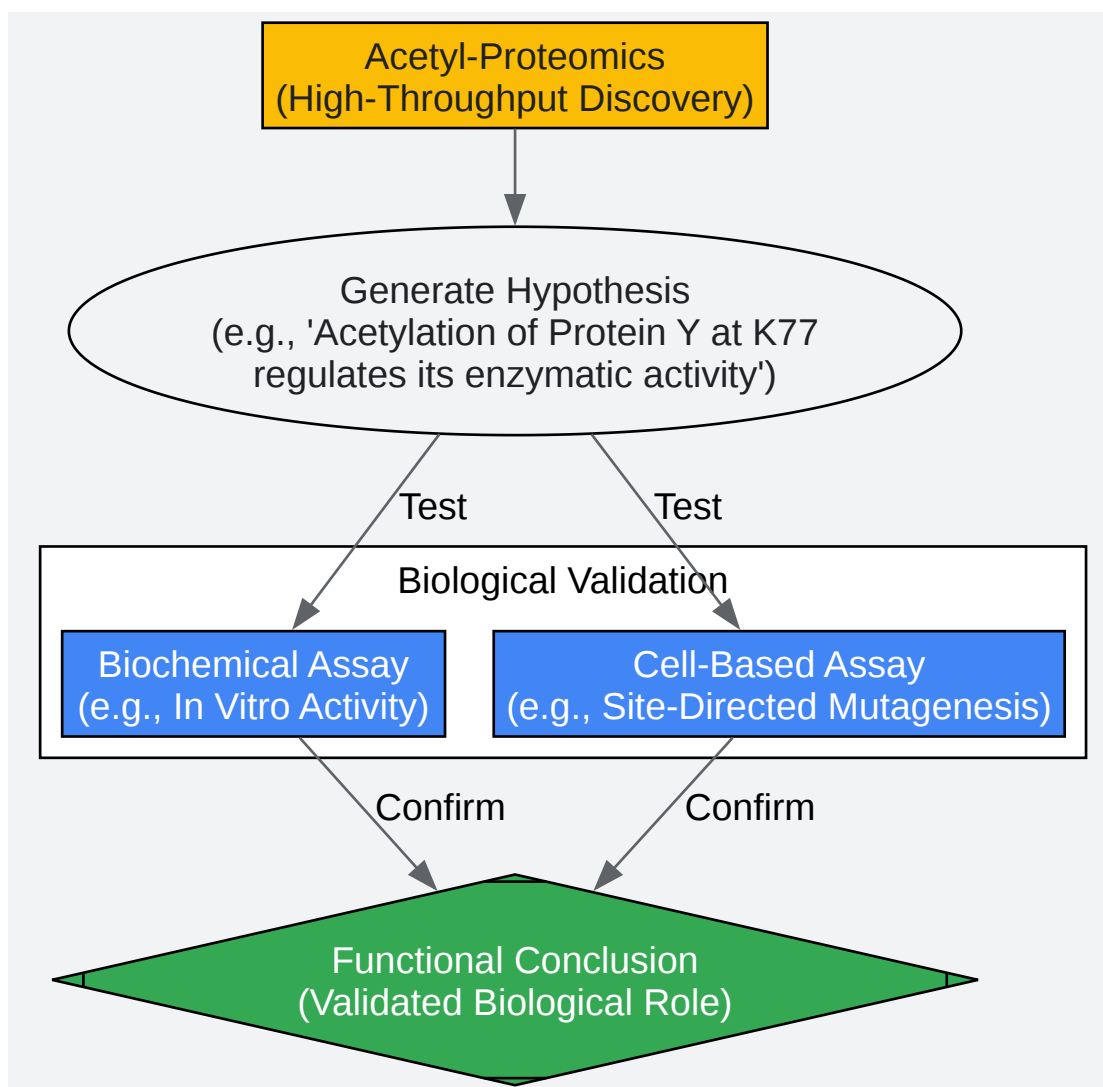 Acetyl-Proteomics
(High-Throughput Discovery)
Generate Hypothesis
(e.g., 'Acetylation of Protein Y at K77
regulates its enzymatic activity')
Test
Test
Biological Validation
Biochemical Assay
(e.g., In Vitro Activity)
Cell-Based Assay
(e.g., Site-Directed Mutagenesis)
Confirm
Confirm
Functional Conclusion
(Validated Biological Role)